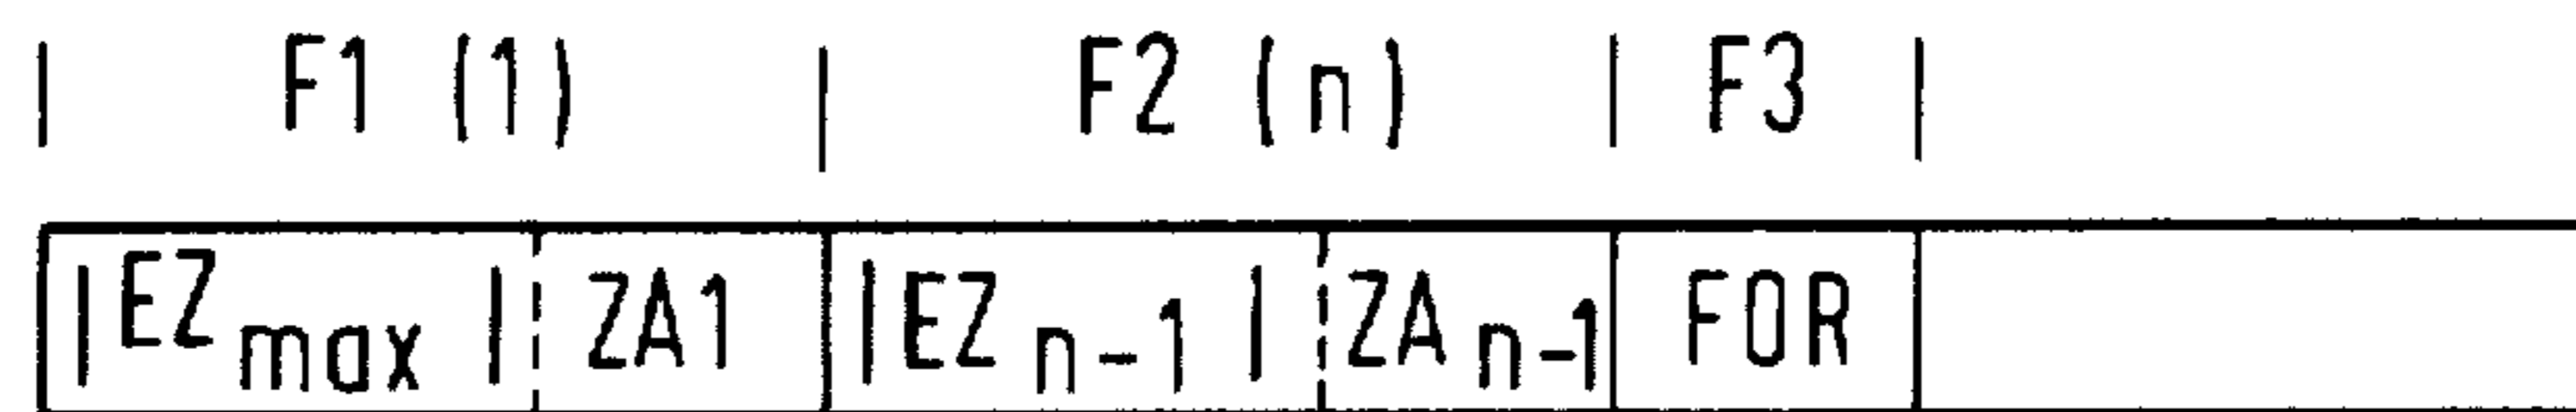 | F1 (1) | F2 (n) | F3 |
|EZmax | ZA1 |EZn-1 | ZAn-1 FOR